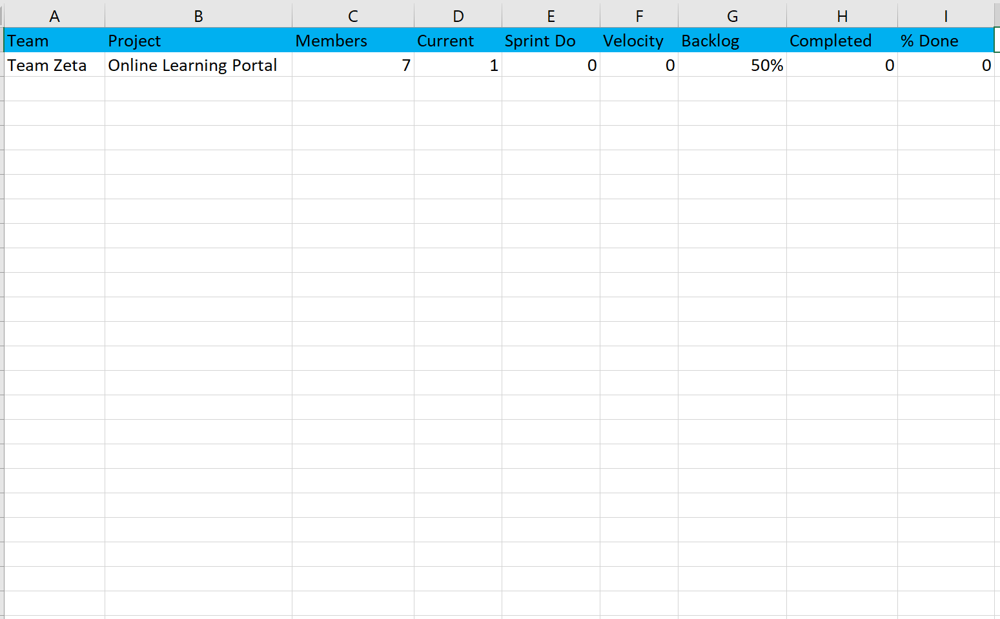 A B C D E F G H I
Team Project Members Current Sprint Do Velocity Backlog Completed % Done
Team Zeta Online Learning Portal 7 1 0 0 50% 0 0